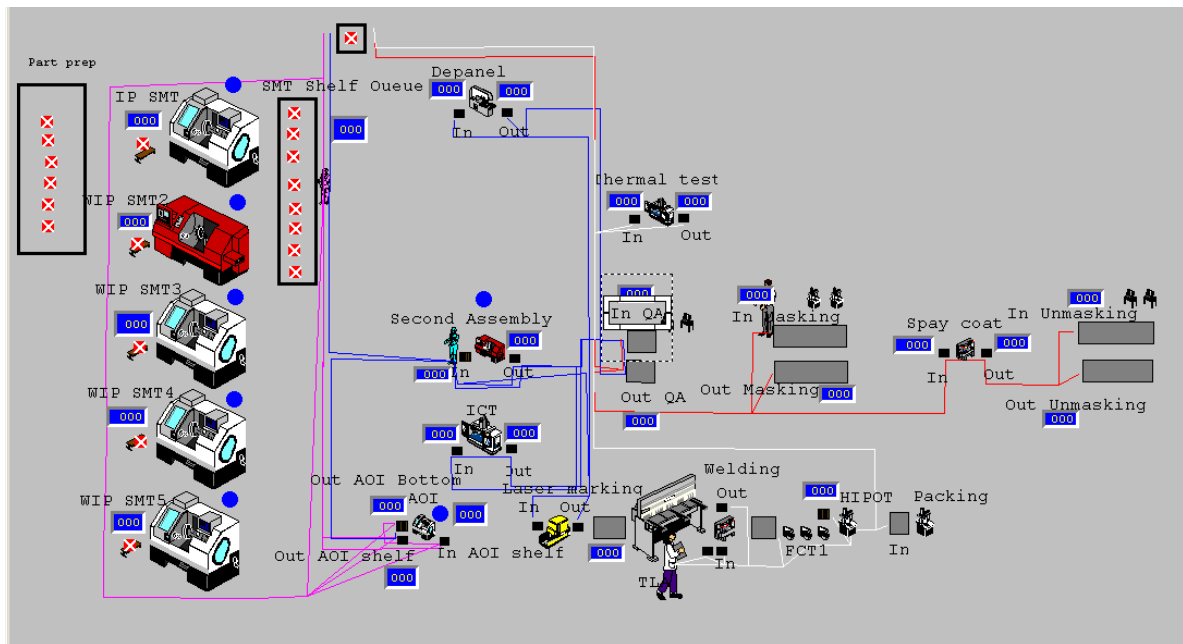 Part prep
IP SMT
000
SMT Shelf Queue
000
Depanel
000
000
In
Out
WIP SMT2
000
Thermal test
000
000
In
Out
WIP SMT3
000
Second Assembly
000
In
Out
000
000
In QA
Out QA
000
000
In Masking
Out Masking
000
Spay coat
000
000
In
Out
In Unmasking
000
Out Unmasking
000
WIP SMT4
000
ICT
000
000
In
Out
WIP SMT5
000
Out AOI Bottom
000
AOI
000
Out AOI shelf
In AOI shelf
000
Laser marking
In
Out
000
Welding
Out
In
TL
FCT1
000
HIPOT
Packing
In